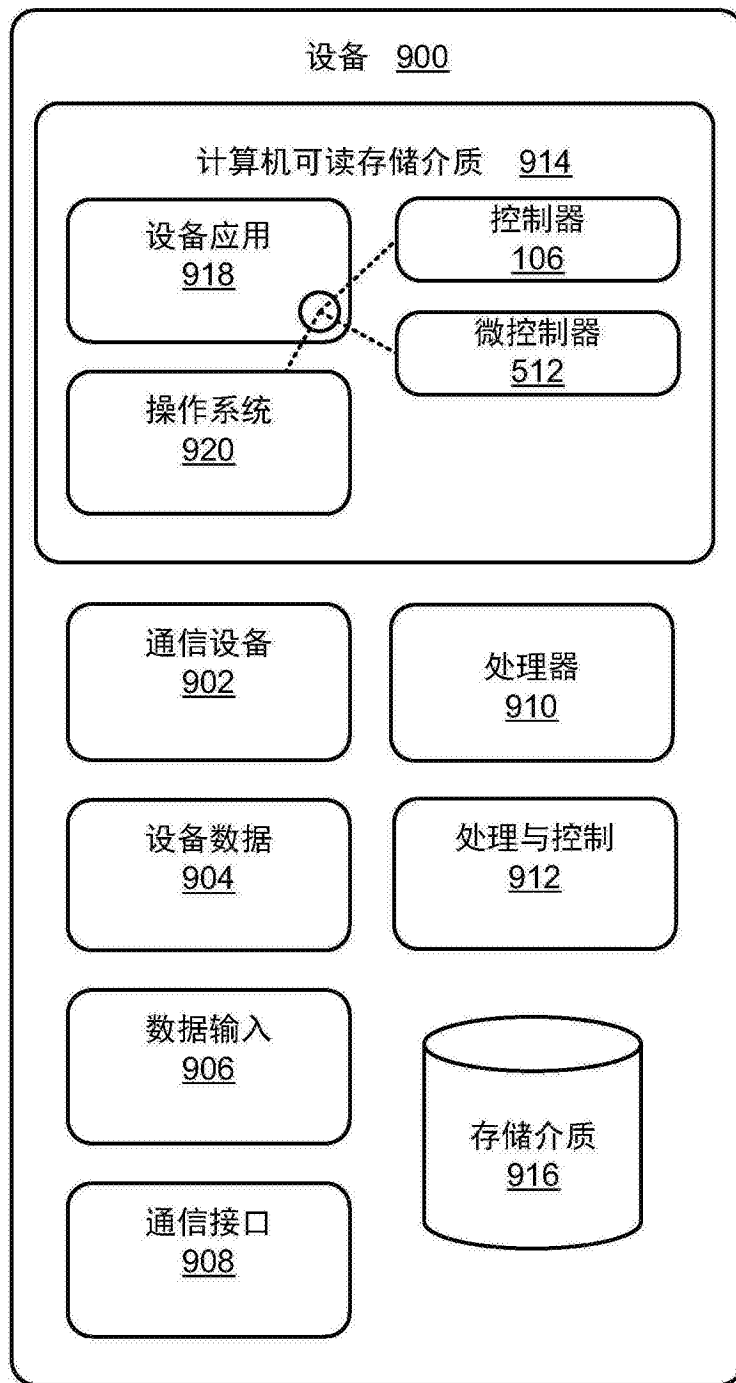 设备 900
计算机可读存储介质 914
设备应用
918
控制器
106
微控制器
512
操作系统
920
通信设备
902
处理器
910
设备数据
904
处理与控制
912
数据输入
906
存储介质
916
通信接口
908